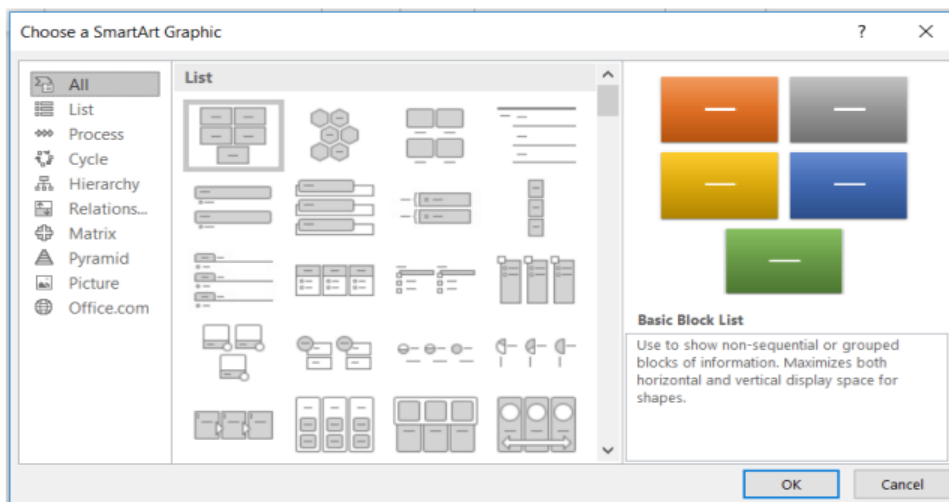 Choose a SmartArt Graphic
?
All
List
Process
Cycle
Hierarchy
Relations...
Matrix
Pyramid
Picture
Office.com
List
Basic Block List
Use to show non-sequential or grouped
blocks of information. Maximizes both
horizontal and vertical display space for
shapes.
OK
Cancel